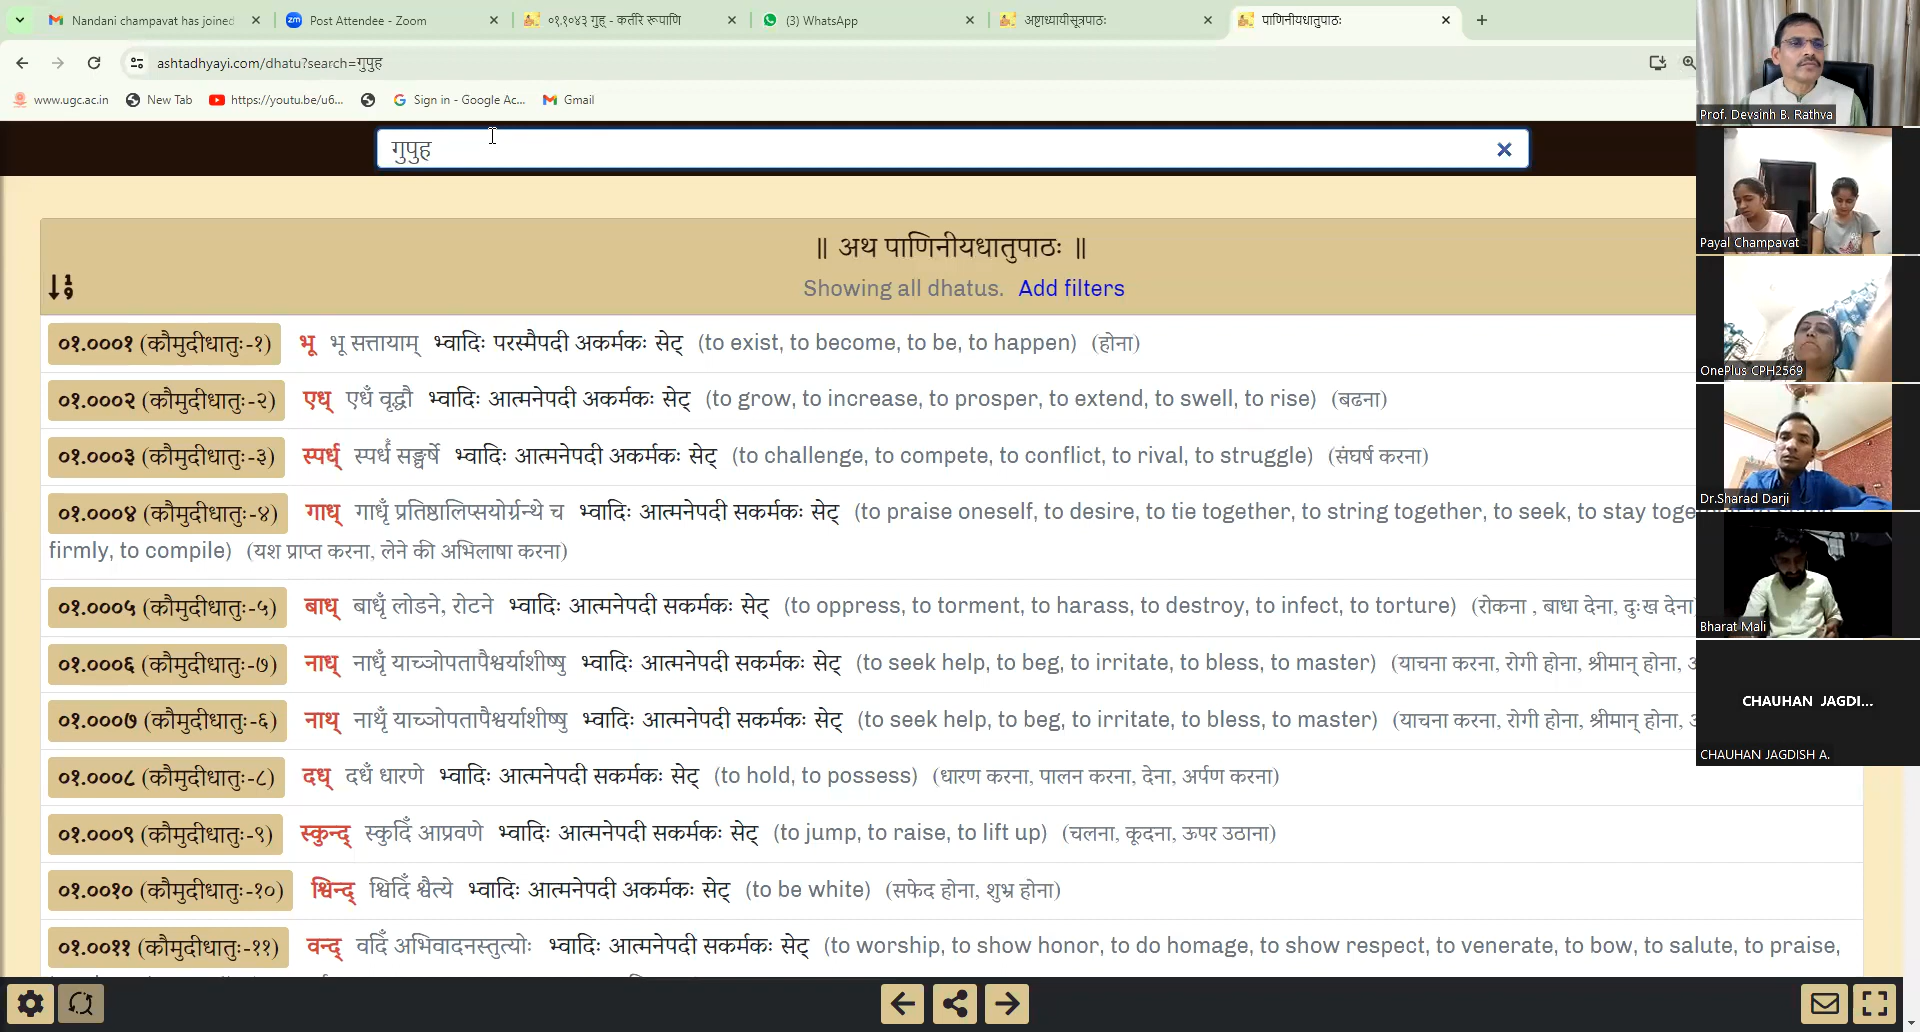 Nandani champavat has joined
Post Attendee - Zoom
०१.१०४३ गुह् - कर्तरि रूपाणि
(3) WhatsApp
अष्टाध्यायीसूत्रपाठः
पाणिनीयधातुपाठः
ashtadhyayi.com/dhatu?search=गुपुह
www.ugc.ac.in
New Tab
https://youtu.be/u6...
Sign in - Google Ac...
Gmail
गुपुह
॥ अथ पाणिनीयधातुपाठः ॥
Showing all dhatus. Add filters
०१.०००१ (कौमुदीधातुः-१) भू भू सत्तायाम् भ्वादिः परस्मैपदी अकर्मकः सेट् (to exist, to become, to be, to happen) (होना)
०१.०००२ (कौमुदीधातुः-२) एध् एधँ वृद्धौ भ्वादिः आत्मनेपदी अकर्मकः सेट् (to grow, to increase, to prosper, to extend, to swell, to rise) (बढना)
०१.०००३ (कौमुदीधातुः-३) स्पर्ध् स्पर्धँ सङ्घर्षे भ्वादिः आत्मनेपदी अकर्मकः सेट् (to challenge, to compete, to conflict, to rival, to struggle) (संघर्ष करना)
०१.०००४ (कौमुदीधातुः-४) गाध् गाधृँ प्रतिष्ठालिप्सयोर्ग्रन्थे च भ्वादिः आत्मनेपदी सकर्मकः सेट् (to praise oneself, to desire, to tie together, to string together, to seek, to stay toge
firmly, to compile) (यश प्राप्त करना, लेने की अभिलाषा करना)
०१.०००५ (कौमुदीधातुः-५) बाध् बाधृँ लोडने, रोटने भ्वादिः आत्मनेपदी सकर्मकः सेट् (to oppress, to torment, to harass, to destroy, to infect, to torture) (रोकना , बाधा देना, दुःख देना
०१.०००६ (कौमुदीधातुः-७) नाध् नाधृँ याच्ञोपतापैश्वर्याशीष्षु भ्वादिः आत्मनेपदी सकर्मकः सेट् (to seek help, to beg, to irritate, to bless, to master) (याचना करना, रोगी होना, श्रीमान् होना,
०१.०००७ (कौमुदीधातुः-६) नाथ् नाथृँ याच्ञोपतापैश्वर्याशीष्षु भ्वादिः आत्मनेपदी सकर्मकः सेट् (to seek help, to beg, to irritate, to bless, to master) (याचना करना, रोगी होना, श्रीमान् होना,
०१.०००८ (कौमुदीधातुः-८) दध् दधँ धारणे भ्वादिः आत्मनेपदी सकर्मकः सेट् (to hold, to possess) (धारण करना, पालन करना, देना, अर्पण करना)
०१.०००९ (कौमुदीधातुः-९) स्कुन्द् स्कुदिँ आप्रवणे भ्वादिः आत्मनेपदी सकर्मकः सेट् (to jump, to raise, to lift up) (चलना, कूदना, ऊपर उठाना)
०१.००१० (कौमुदीधातुः-१०) श्विन्द् श्विदिँ श्वैत्ये भ्वादिः आत्मनेपदी अकर्मकः सेट् (to be white) (सफेद होना, शुभ्र होना)
०१.००११ (कौमुदीधातुः-११) वन्द् वदिँ अभिवादनस्तुत्योः भ्वादिः आत्मनेपदी सकर्मकः सेट् (to worship, to show honor, to do homage, to show respect, to venerate, to bow, to salute, to praise,
Prof. Devsinh B. Rathva
Payal Champavat
OnePlus CPH2569
Dr.Sharad Darji
Bharat Mali
CHAUHAN JAGDI...
CHAUHAN JAGDISH A.